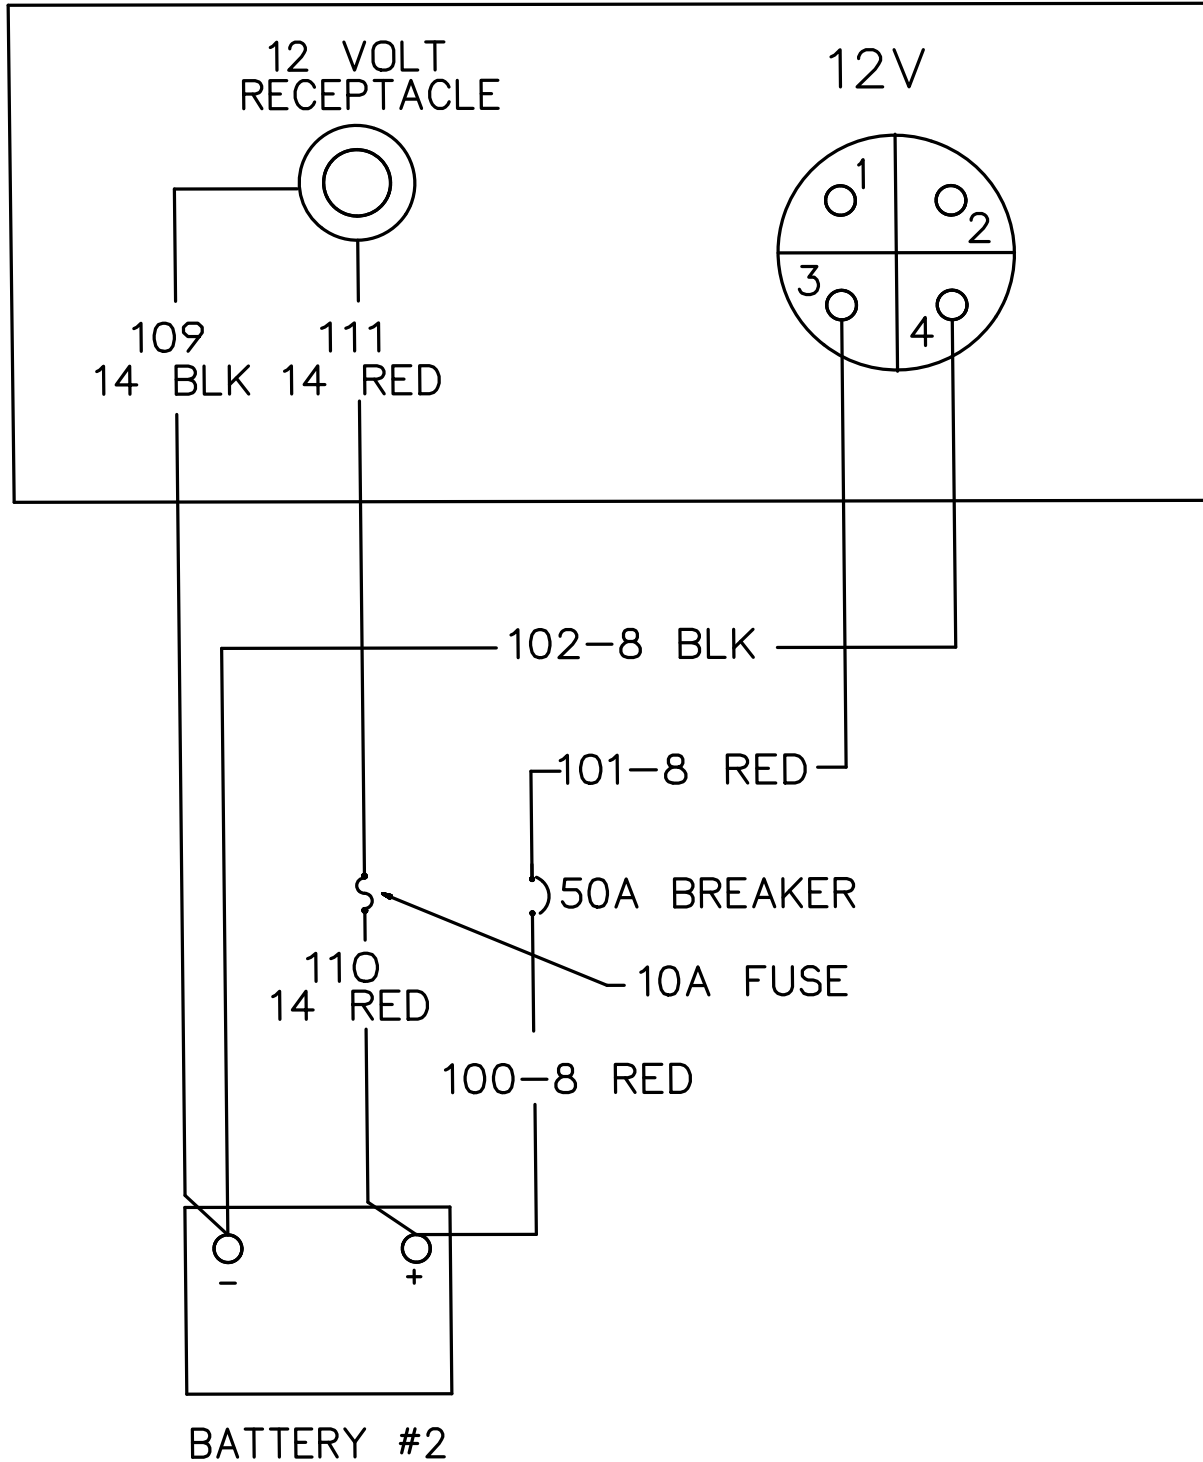 12 VOLT
RECEPTACLE
12V
1
2
3
4
109
14 BLK
111
14 RED
102-8 BLK
101-8 RED
50A BREAKER
10A FUSE
110
14 RED
100-8 RED
-
+
BATTERY #2